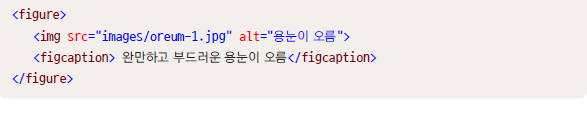 <figure>
<img src="images/oreum-1.jpg" alt="용눈이 오름">
<figcaption> 완만하고 부드러운 용눈이 오름</figcaption>
</figure>